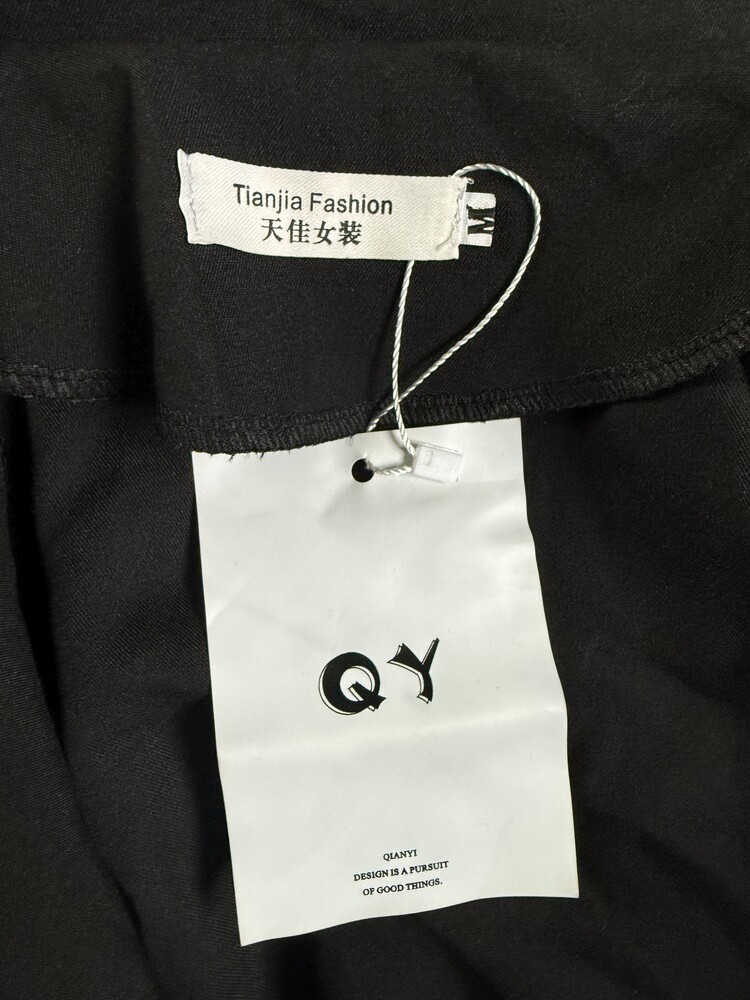 Tianjia Fashion
天佳女装
M
QY
QIANYI
DESIGN IS A PURSUIT
OF GOOD THINGS.